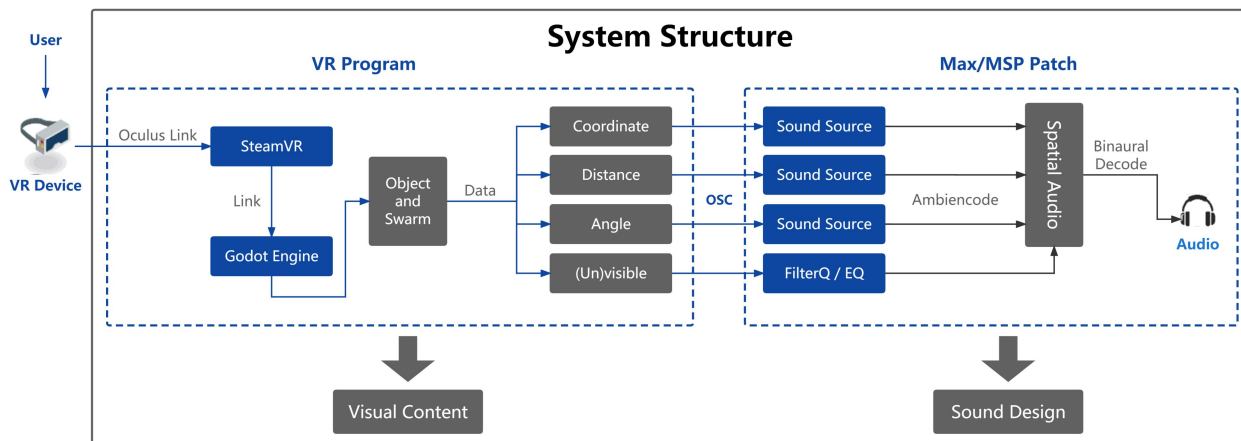 System Structure
User
VR Program
Max/MSP Patch
VR Device
Oculus Link
SteamVR
Link
Godot Engine
Object
and
Swarm
Data
Coordinate
Distance
Angle
(Un)visible
OSC
Sound Source
Sound Source
Sound Source
FilterQ / EQ
Ambiencode
Spatial Audio
Binaural
Decode
Audio
Visual Content
Sound Design